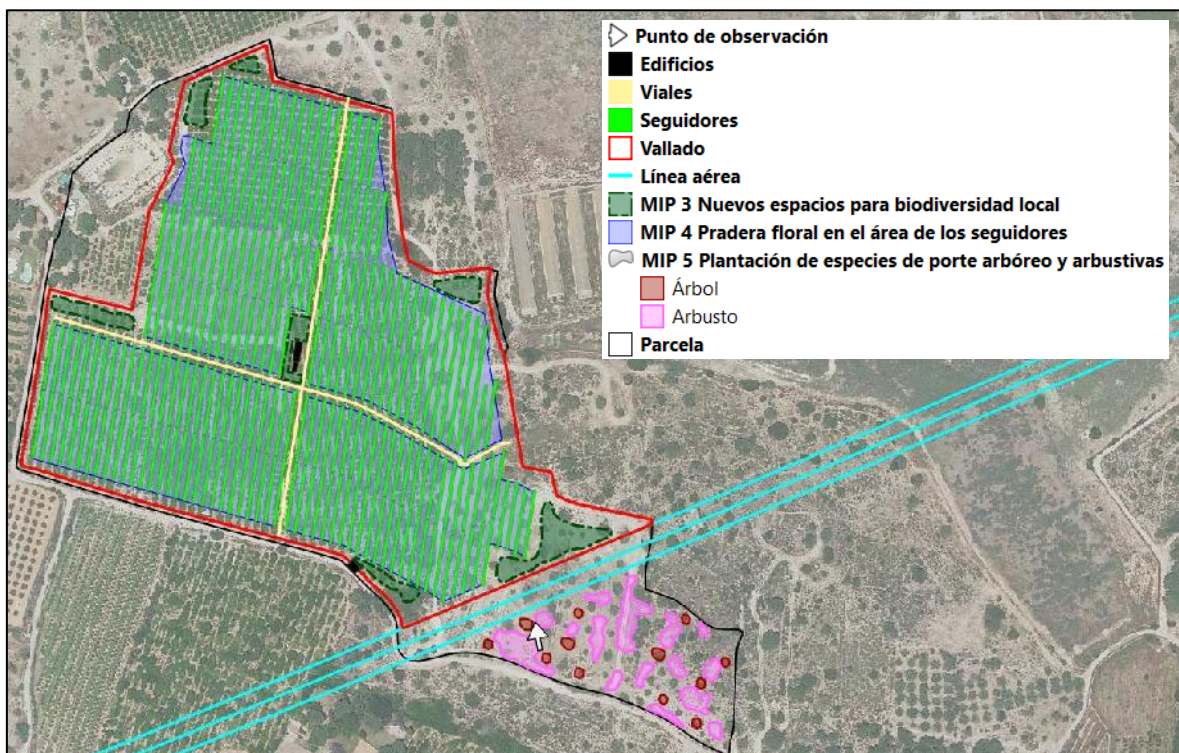 Punto de observación
Edificios
Viales
Seguidores
Vallado
Línea aérea
MIP 3 Nuevos espacios para biodiversidad local
MIP 4 Pradera floral en el área de los seguidores
MIP 5 Plantación de especies de porte arbóreo y arbustivas
Árbol
Arbusto
Parcela